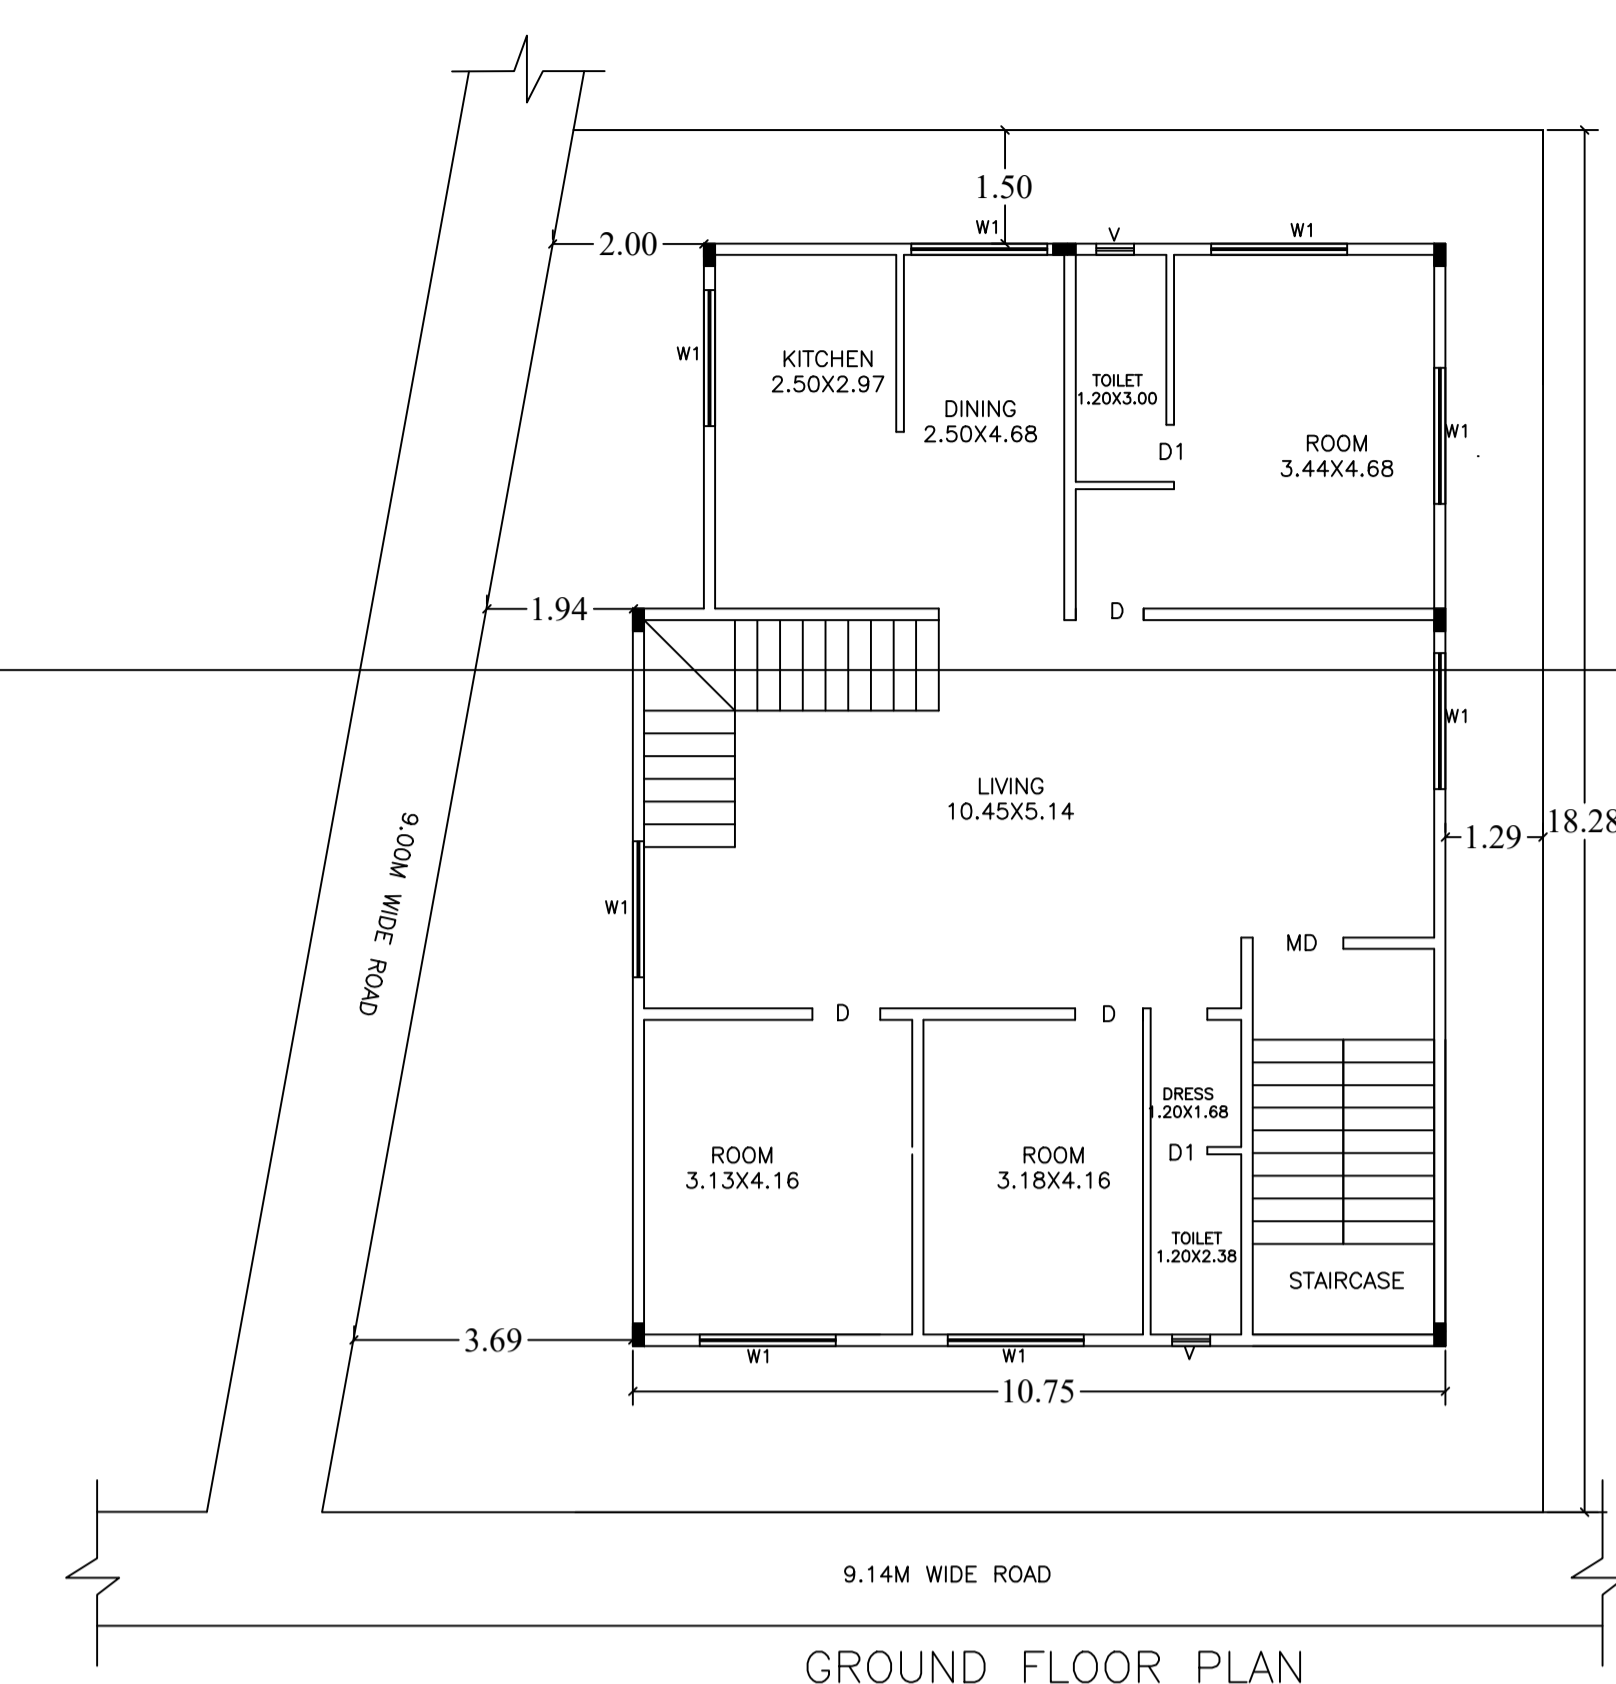 1.50
W1
V
W1
2.00
W1
KITCHEN
2.50X2.97
TOILET
1.20X3.00
DINING
2.50X4.68
W1
D1
ROOM
3.44X4.68
1.94
D
W1
LIVING
10.45X5.14
18.28
1.29
9.00M WIDE ROAD
W1
MD
D
D
DRESS
1.20X1.68
D1
ROOM
3.13X4.16
ROOM
3.18X4.16
TOILET
1.20X2.38
STAIRCASE
3.69
W1
W1
V
10.75
9.14M WIDE ROAD
GROUND FLOOR PLAN